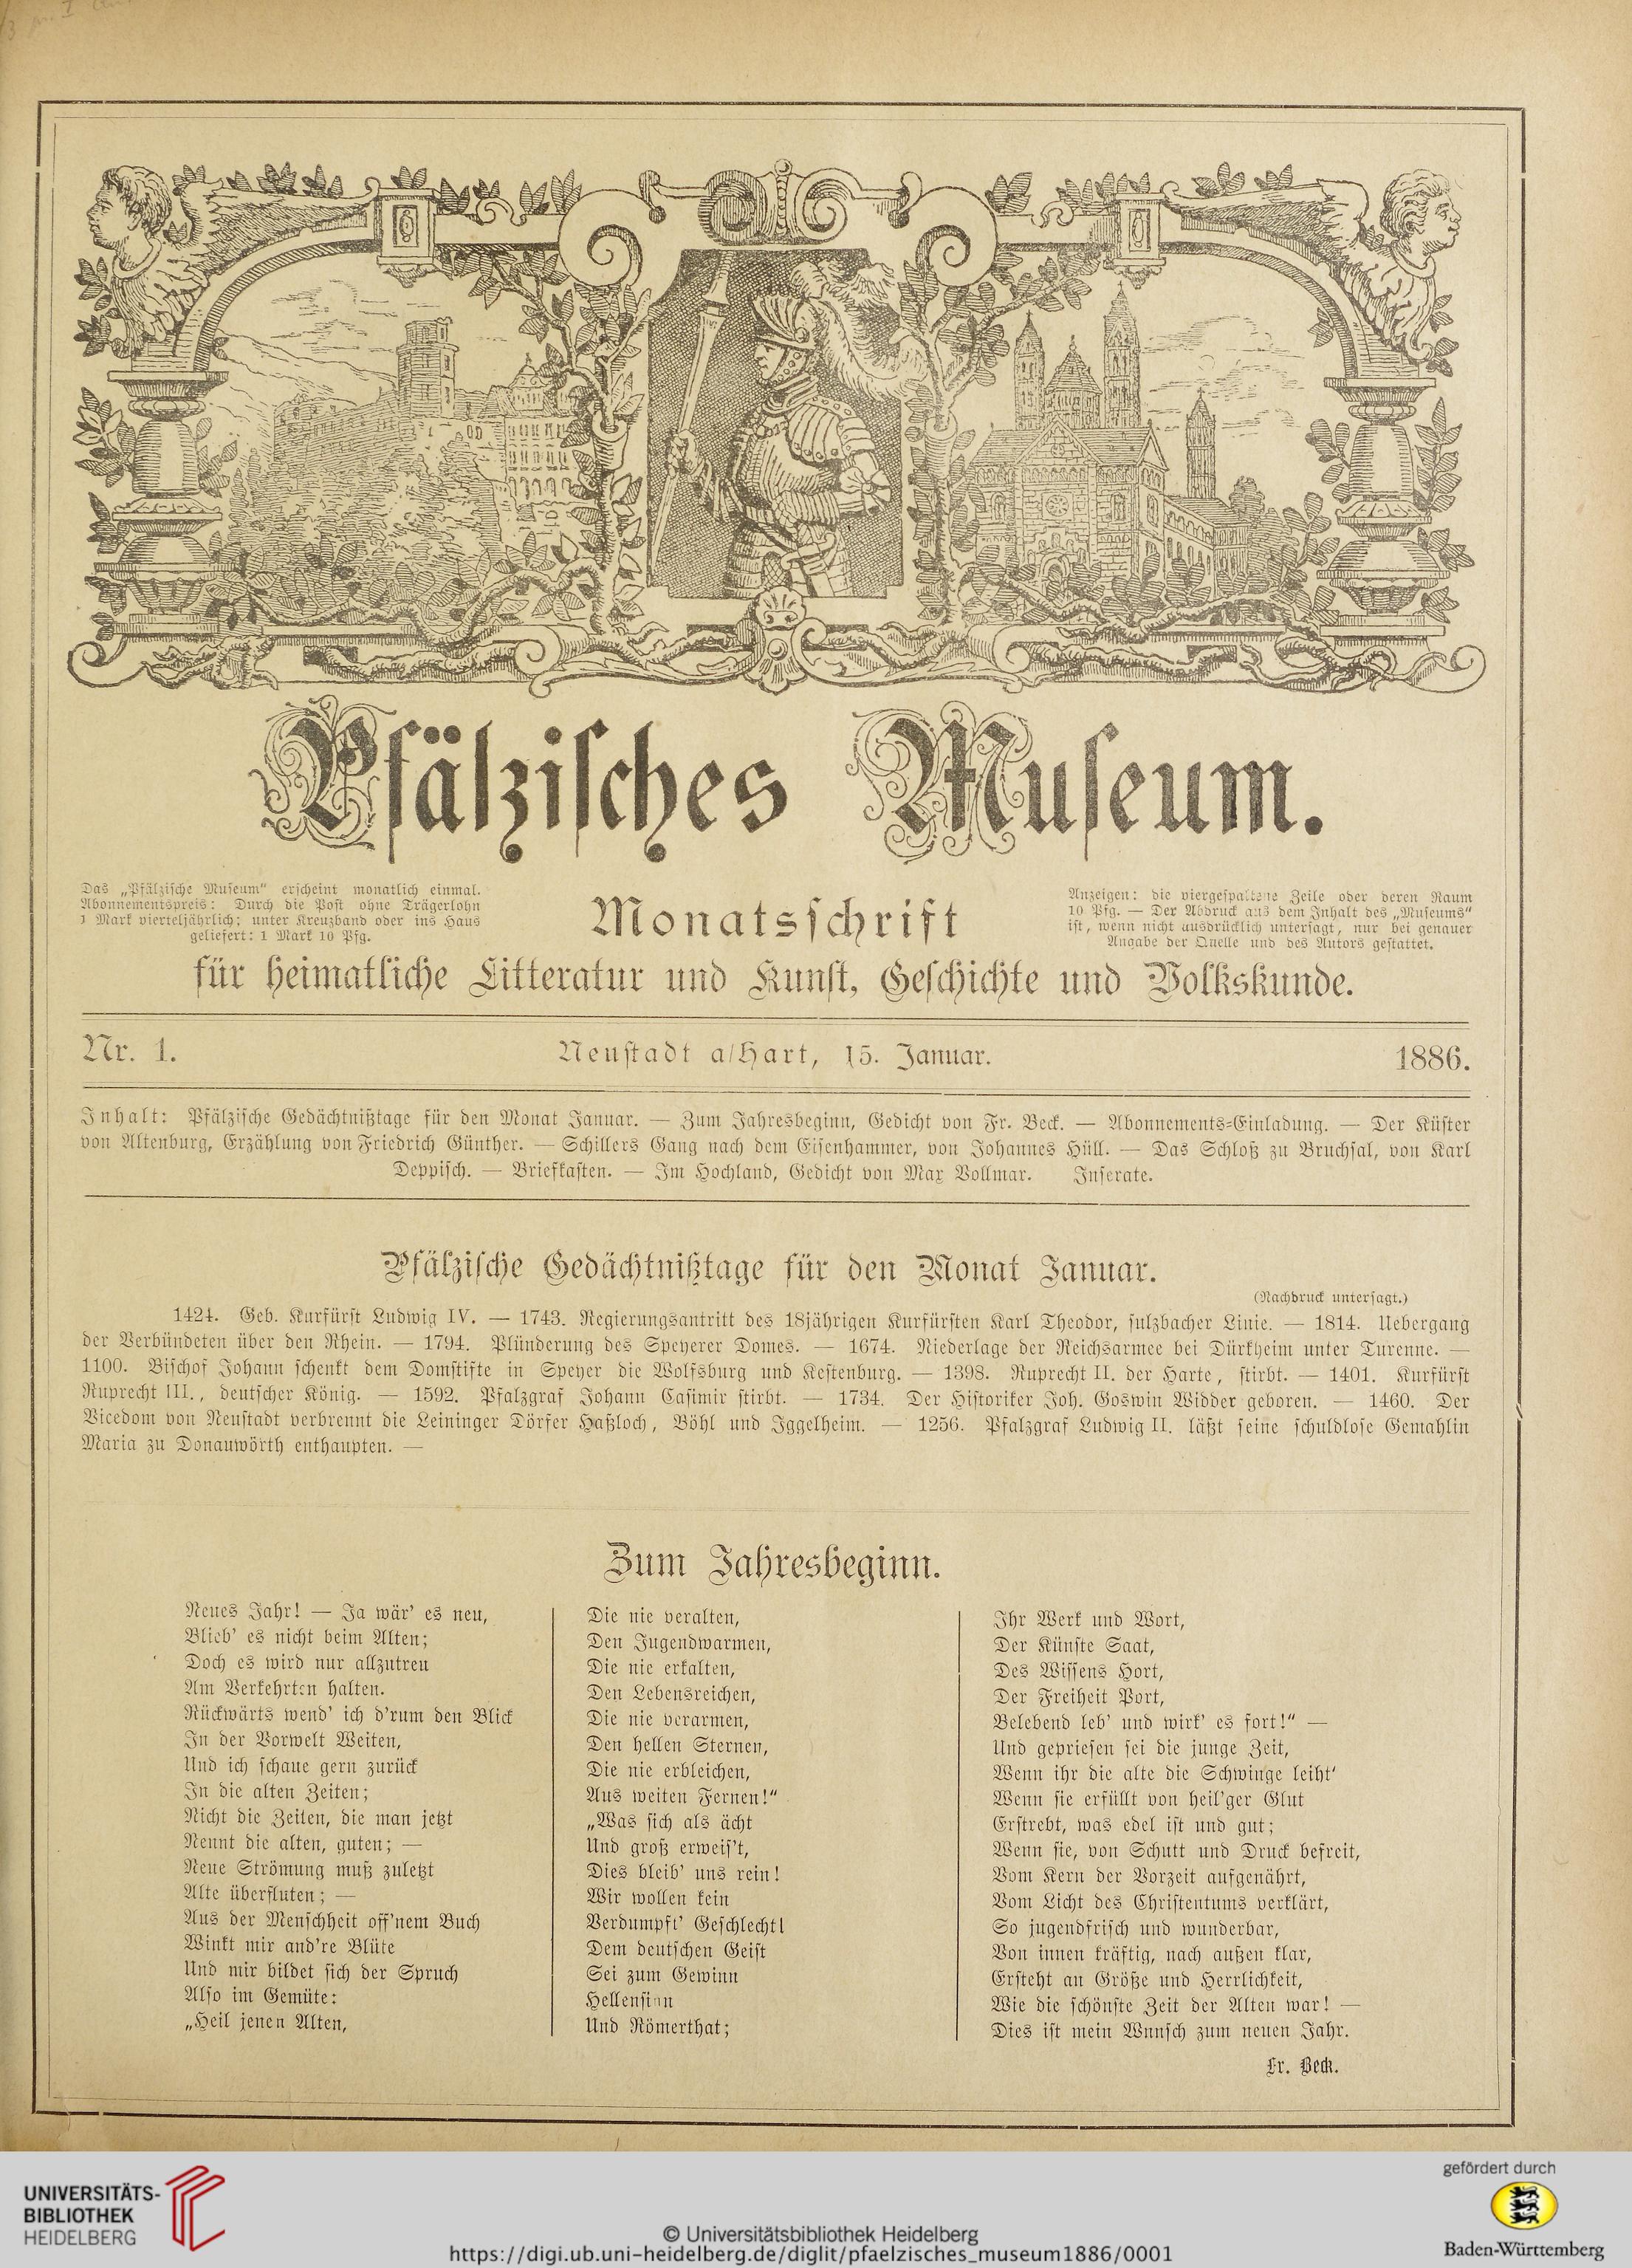 Pfälzisches Museum.
Das „Pfälzische Museum“ erscheint monatlich einmal.
Abonnementspreis: Durch die Post ohne Trägerlohn
1 Mark vierteljährlich; unter Kreuzband oder ins Haus
geliefert: 1 Mark 10 Pfg.
Monatsschrift
Anzeigen: die viergespaltene Zeile oder deren Raum
10 Pfg. — Der Abdruck aus dem Inhalt des „Museums“
ist, wenn nicht ausdrücklich untersagt, nur bei genauer
Angabe der Quelle und des Autors gestattet.
für heimatliche Litteratur und Kunst, Geschichte und Volkskunde.
Nr. 1. Neustadt a/Hart, 15. Januar. 1886.
Inhalt: Pfälzische Gedächtnißtage für den Monat Januar. — Zum Jahresbeginn, Gedicht von Fr. Beck. — Abonnements-Einladung. — Der Küster
von Altenburg, Erzählung von Friedrich Günther. — Schillers Gang nach dem Eisenhammer, von Johannes Hüll. — Das Schloß zu Bruchsal, von Karl
Deppisch. — Briefkasten. — Im Hochland, Gedicht von Max Vollmar. Inserate.
Pfälzische Gedächtnißtage für den Monat Januar.
(Nachdruck untersagt.)
1424. Geb. Kurfürst Ludwig IV. — 1743. Regierungsantritt des 18jährigen Kurfürsten Karl Theodor, sulzbacher Linie. — 1814. Uebergang
der Verbündeten über den Rhein. — 1794. Plünderung des Speyerer Domes. — 1674. Niederlage der Reichsarmee bei Dürkheim unter Turenne. —
1100. Bischof Johann schenkt dem Domstifte in Speyer die Wolfsburg und Kestenburg. — 1398. Ruprecht II. der Harte, stirbt. — 1401. Kurfürst
Ruprecht III., deutscher König. — 1592. Pfalzgraf Johann Casimir stirbt. — 1734. Der Historiker Joh. Goswin Widder geboren. — 1460. Der
Vicedom von Neustadt verbrennt die Leininger Dörfer Haßloch, Böhl und Iggelheim. — 1256. Pfalzgraf Ludwig II. läßt seine schuldlose Gemahlin
Maria zu Donauwörth enthaupten. —
Zum Jahresbeginn.
Neues Jahr! — Ja wär' es neu,
Blieb' es nicht beim Alten;
Doch es wird nur allzutreu
Am Verkehrten halten.
Rückwärts wend' ich d'rum den Blick
In der Vorwelt Weiten,
Und ich schaue gern zurück
In die alten Zeiten;
Nicht die Zeiten, die man jetzt
Nennt die alten, guten; —
Neue Strömung muß zuletzt
Alte überfluten; —
Aus der Menschheit off'nem Buch
Winkt mir and're Blüte
Und mir bildet sich der Spruch
Also im Gemüte:
„Heil jenen Alten,
Die nie veralten,
Den Jugendwarmen,
Die nie erkalten,
Den Lebensreichen,
Die nie verarmen,
Den hellen Sternen,
Die nie erbleichen,
Aus weiten Fernen!“
„Was sich als ächt
Und groß erweis't,
Dies bleib' uns rein!
Wir wollen kein
Verdumpft' Geschlecht!
Dem deutschen Geist
Sei zum Gewinn
Hellensinn
Und Römerthat;
Ihr Werk und Wort,
Der Künste Saat,
Des Wissens Hort,
Der Freiheit Port,
Belebend leb' und wirk' es fort!“ —
Und gepriesen sei die junge Zeit,
Wenn ihr die alte die Schwinge leiht'
Wenn sie erfüllt von heil'ger Glut
Erstrebt, was edel ist und gut;
Wenn sie, von Schutt und Druck befreit,
Vom Kern der Vorzeit aufgenährt,
Vom Licht des Christentums verklärt,
So jugendfrisch und wunderbar,
Von innen kräftig, nach außen klar,
Ersteht an Größe und Herrlichkeit,
Wie die schönste Zeit der Alten war! —
Dies ist mein Wunsch zum neuen Jahr.
Fr. Beck.
UNIVERSITÄTS-
BIBLIOTHEK
HEIDELBERG
© Universitätsbibliothek Heidelberg
https://digi.ub.uni-heidelberg.de/diglit/pfaelzisches_museum1886/0001
gefördert durch
Baden-Württemberg